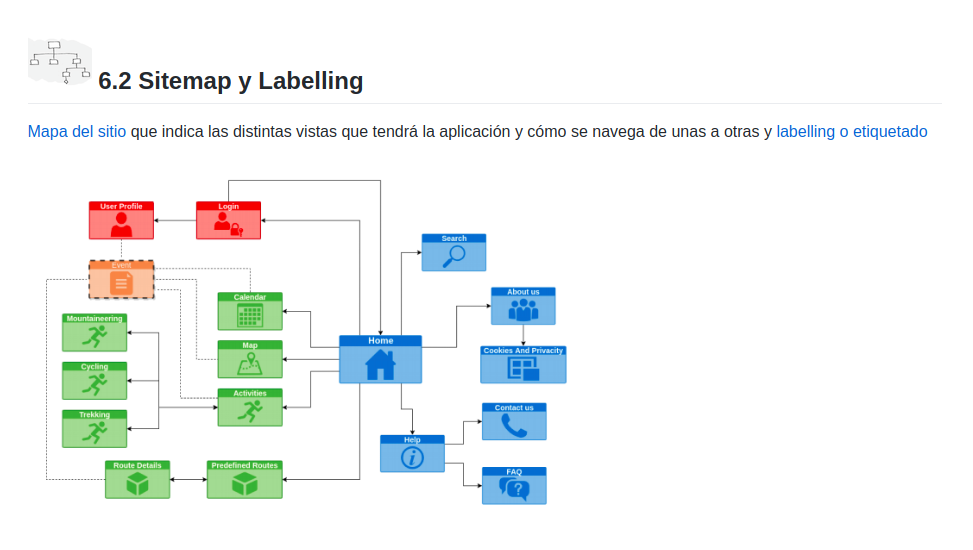 6.2 Sitemap y Labelling
Mapa del sitio que indica las distintas vistas que tendrá la aplicación y cómo se navega de unas a otras y labelling o etiquetado
User Profile
Login
Search
Event
Calendar
About us
Mountaineering
Map
Home
Cookies And Privacity
Cycling
Activities
Trekking
Contact us
Help
Route Details
Predefined Routes
FAQ